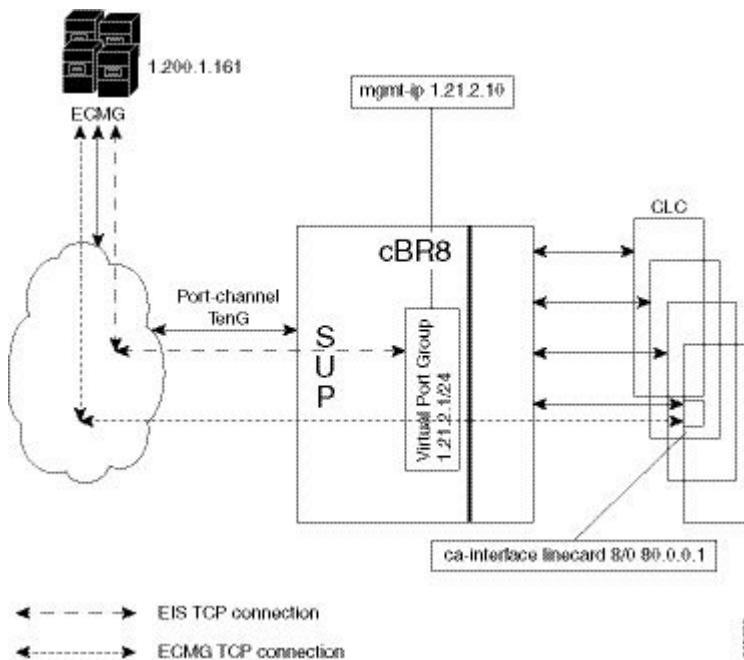 1.200.1.161
ECMG
mgmt-ip 1.21.2.10
CLC
cBR8
Port-channel
TenG
SUP
Virtual Port Group
1.21.2.1/24
ca-interface linecard 8/0 80.0.0.1
EIS TCP connection
ECMG TCP connection